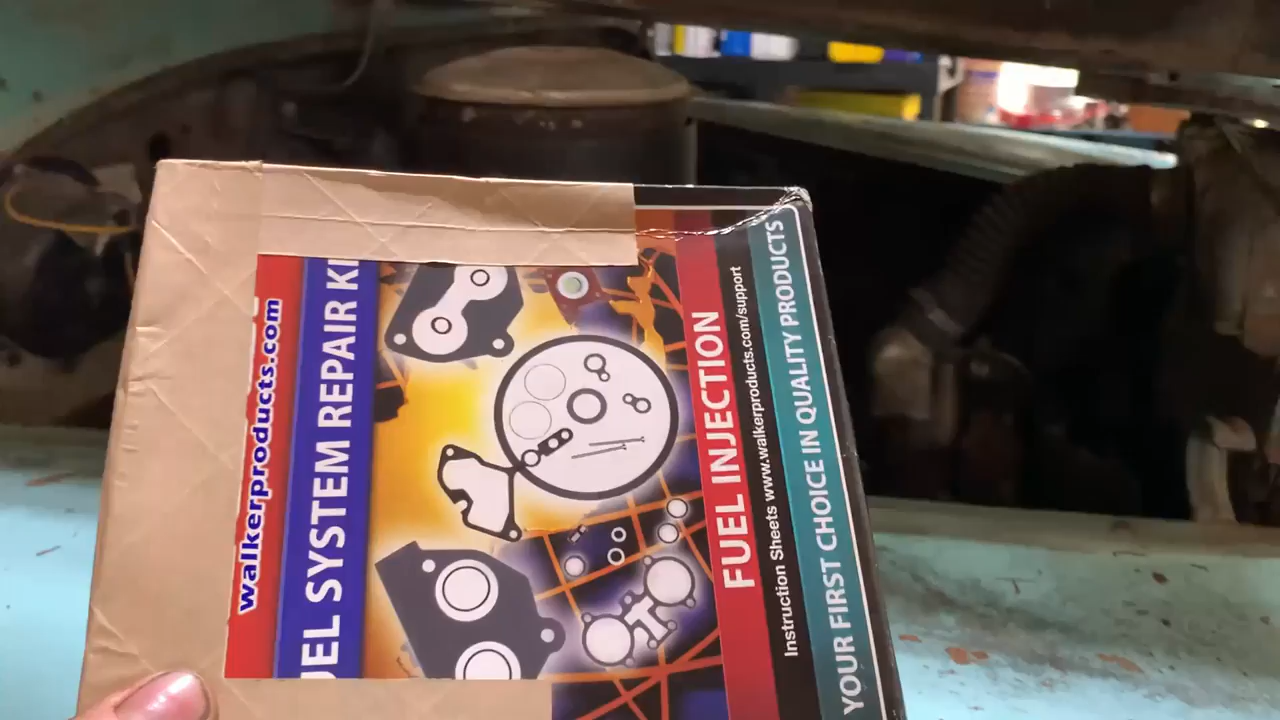 walkerproducts.com
UEL SYSTEM REPAIR KI
FUEL INJECTION
Instruction Sheets www.walkerproducts.com/support
YOUR FIRST CHOICE IN QUALITY PRODUCTS